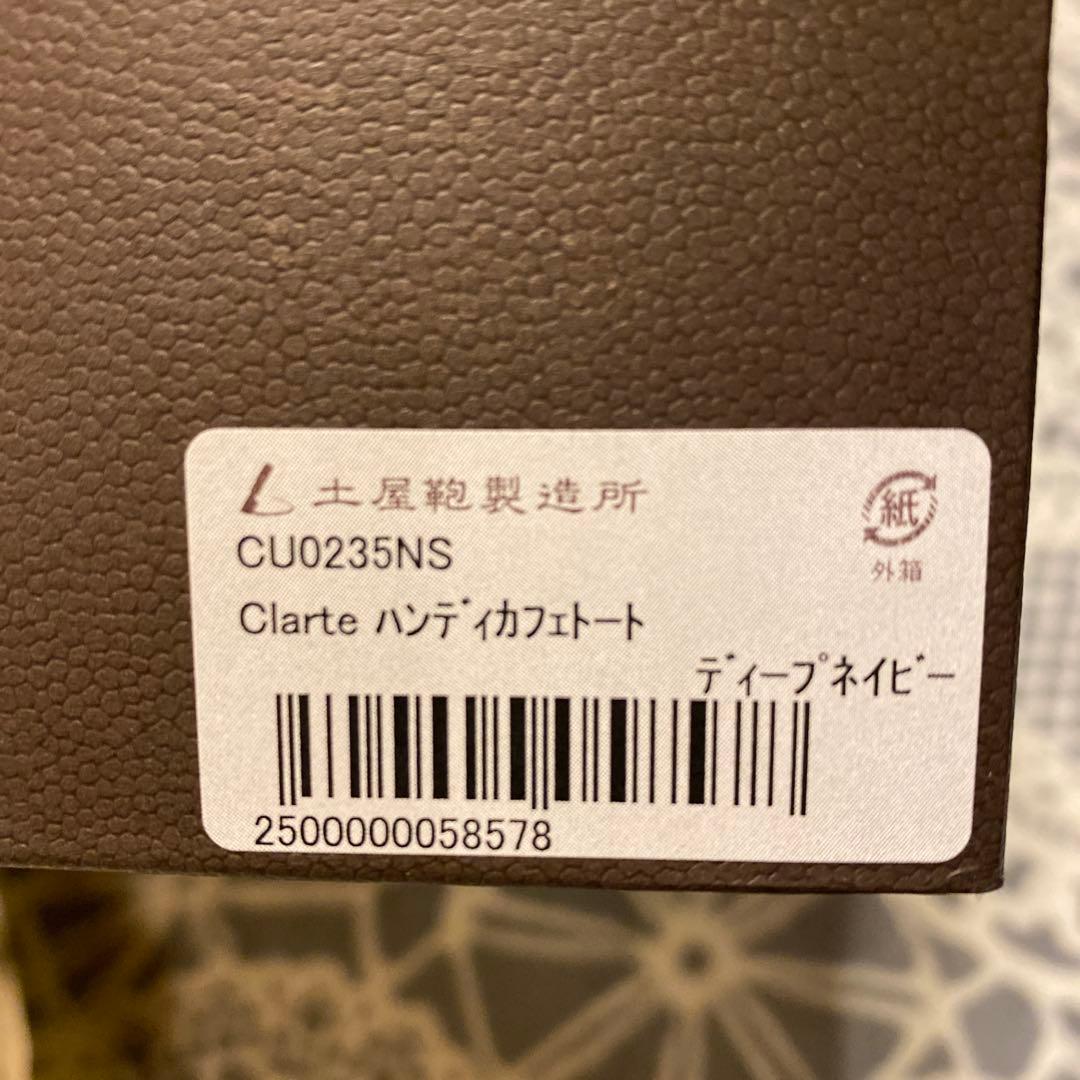 土屋鞄製造所
紙
外箱
CU0235NS
Clarte ﾊﾝﾃﾞｨｶﾌｪﾄｰﾄ
ﾃﾞｨｰﾌﾟﾈｲﾋﾞｰ
2500000058578